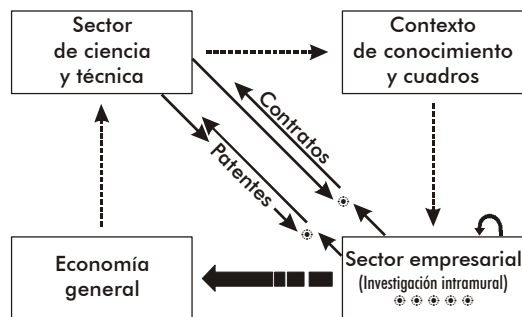 Sector
de ciencia
y técnica
Contexto
de conocimiento
y cuadros
Contratos
Patentes
Economía
general
Sector empresarial
(Investigación intramural)